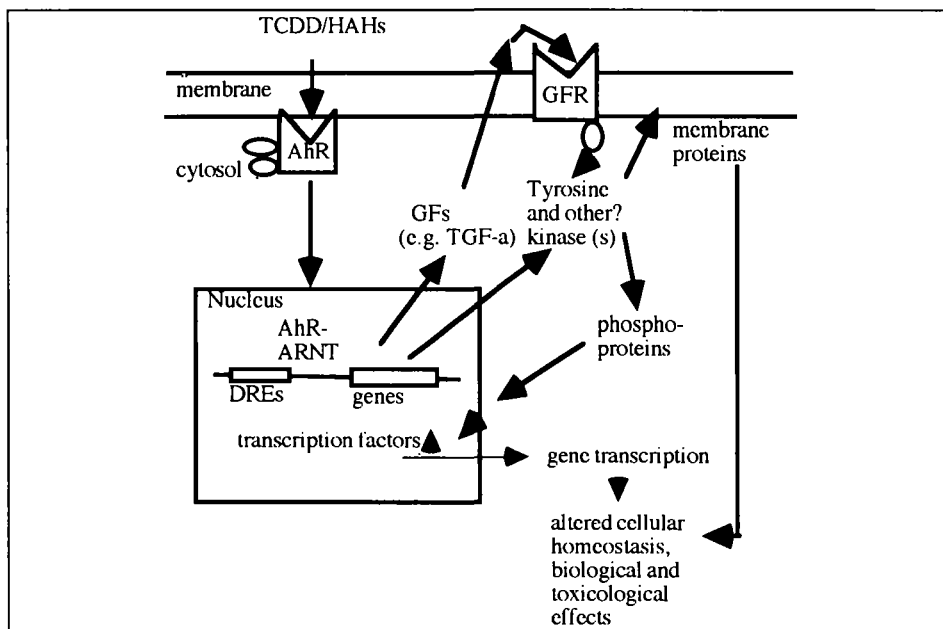 TCDD/HAHs
membrane
GFR
AhR
cytosol
membrane
proteins
GFs
(e.g. TGF-a)
Tyrosine
and other?
kinase (s)
Nucleus
AhR-
ARNT
DREs
genes
phospho-
proteins
transcription factors
gene transcription
altered cellular
homeostasis,
biological and
toxicological
effects